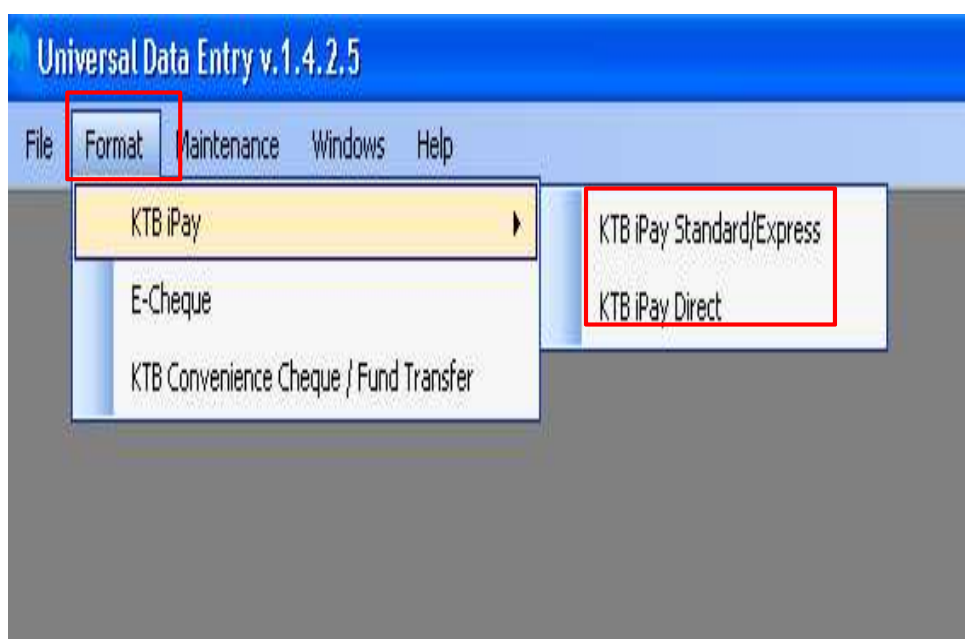 Universal Data Entry v.1.4.2.5
File Format Maintenance Windows Help
KTB iPay
KTB iPay Standard/Express
E-Cheque
KTB iPay Direct
KTB Convenience Cheque / Fund Transfer